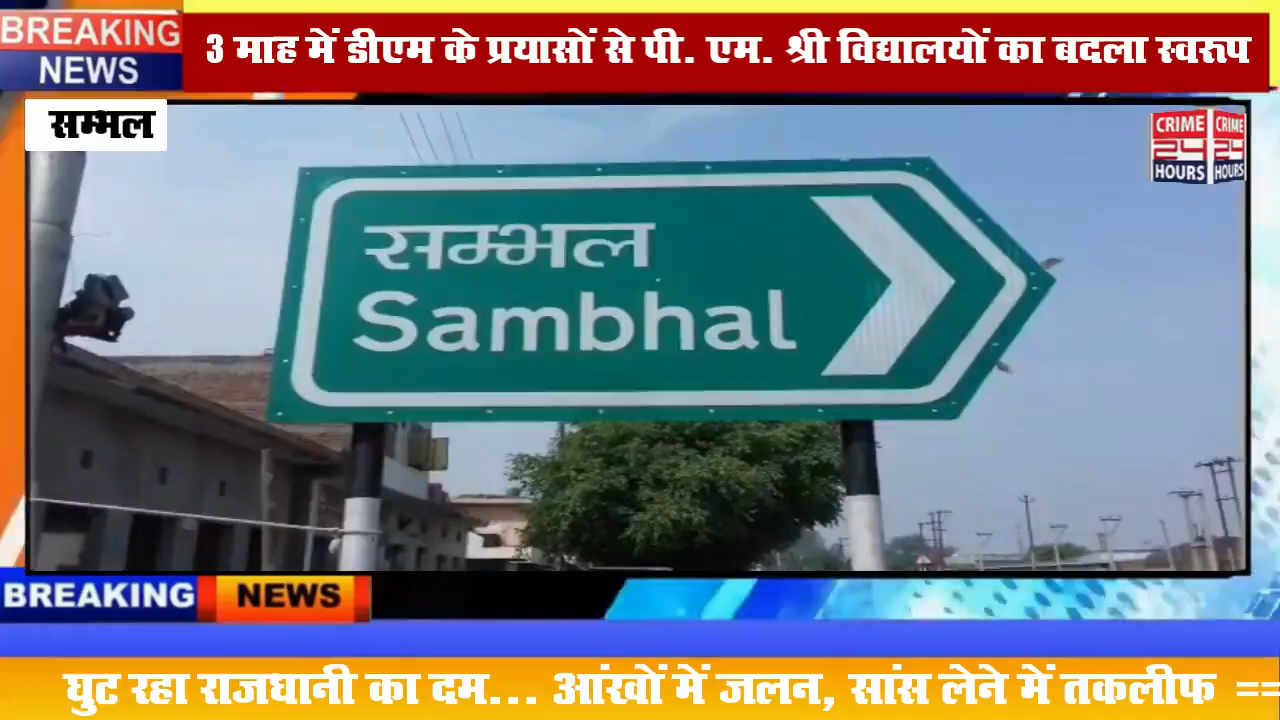 BREAKING
NEWS
3 माह में डीएम के प्रयासों से पी. एम. श्री विद्यालयों का बदला स्वरुप
सम्भल
CRIME CRIME
24 24
HOURS HOURS
सम्भल
Sambhal
BREAKING NEWS
घुट रहा राजधानी का दम... आंखों में जलन, सांस लेने में तकलीफ ==